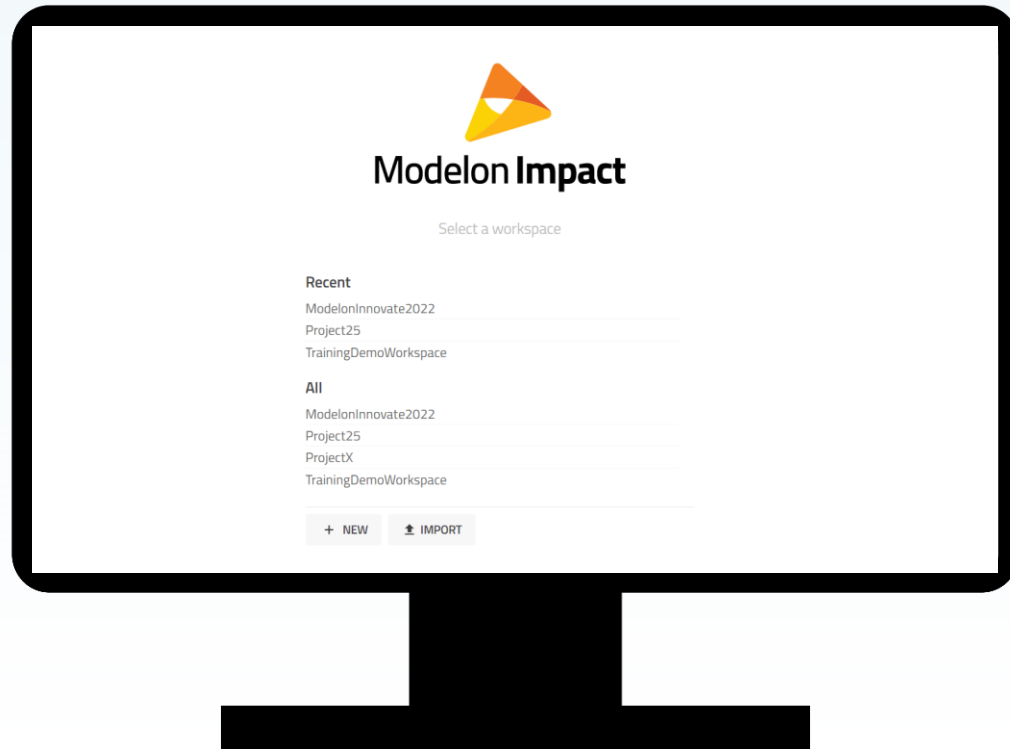 Modelon Impact
Select a workspace
Recent
ModelonInnovate2022
Project25
TrainingDemoWorkspace
All
ModelonInnovate2022
Project25
ProjectX
TrainingDemoWorkspace
+ NEW IMPORT